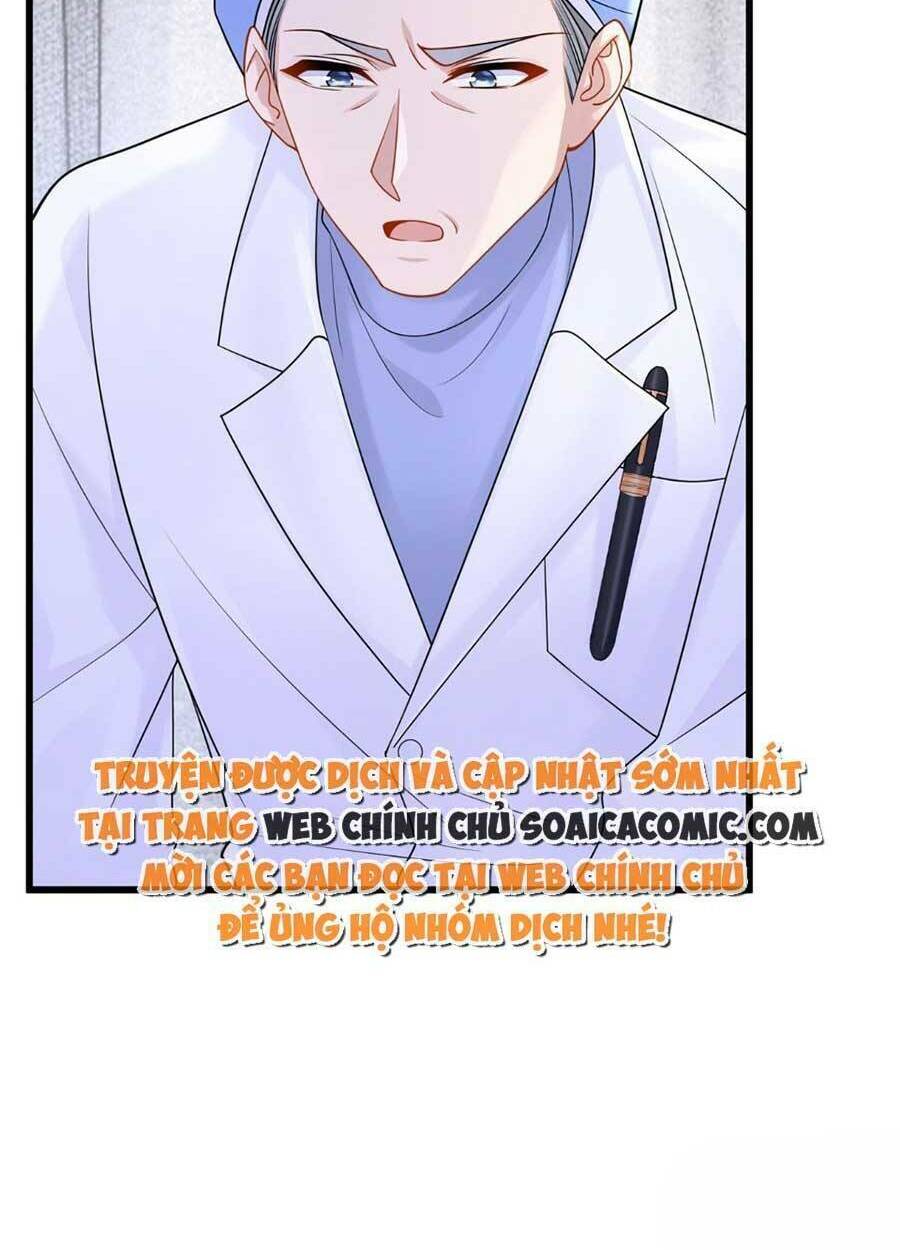 TRUYỆN ĐƯỢC DỊCH VÀ CẬP NHẬT SỚM NHẤT
TẠI TRANG WEB CHÍNH CHỦ SOAICACOMIC.COM
MỜI CÁC BẠN ĐỌC TẠI WEB CHÍNH CHỦ
ĐỂ ỦNG HỘ NHÓM DỊCH NHÉ!